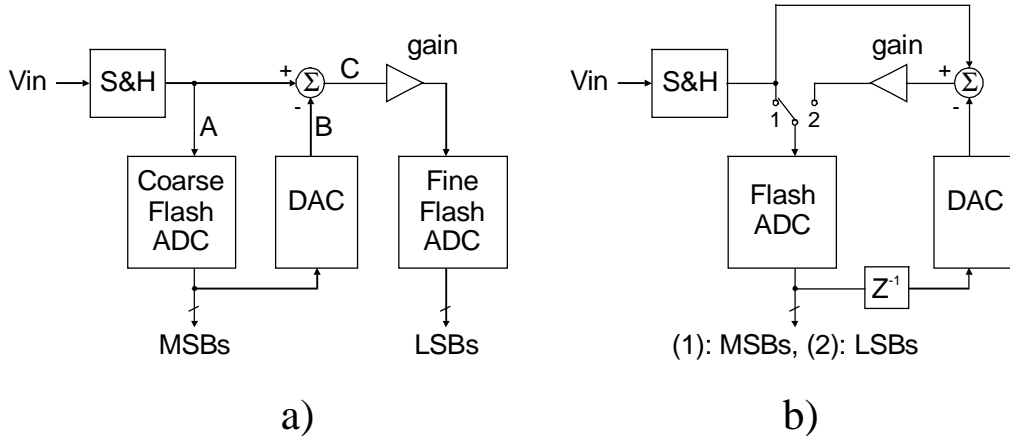 gain
Vin
S&H
+
Σ
-
C
A
B
Coarse
Flash
ADC
DAC
Fine
Flash
ADC
MSBs
LSBs
a)
gain
Vin
S&H
+
Σ
-
1
2
Flash
ADC
DAC
Z-1
(1): MSBs, (2): LSBs
b)